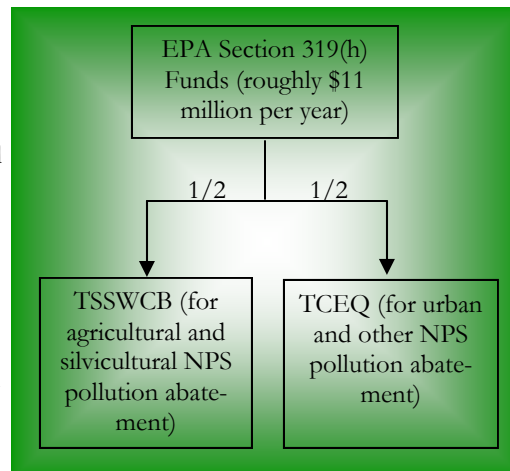 EPA Section 319(h)
Funds (roughly $11
million per year)
1/2
1/2
TSSWCB (for
agricultural and
silvicultural NPS
pollution abate-
ment)
TCEQ (for urban
and other NPS
pollution abate-
ment)